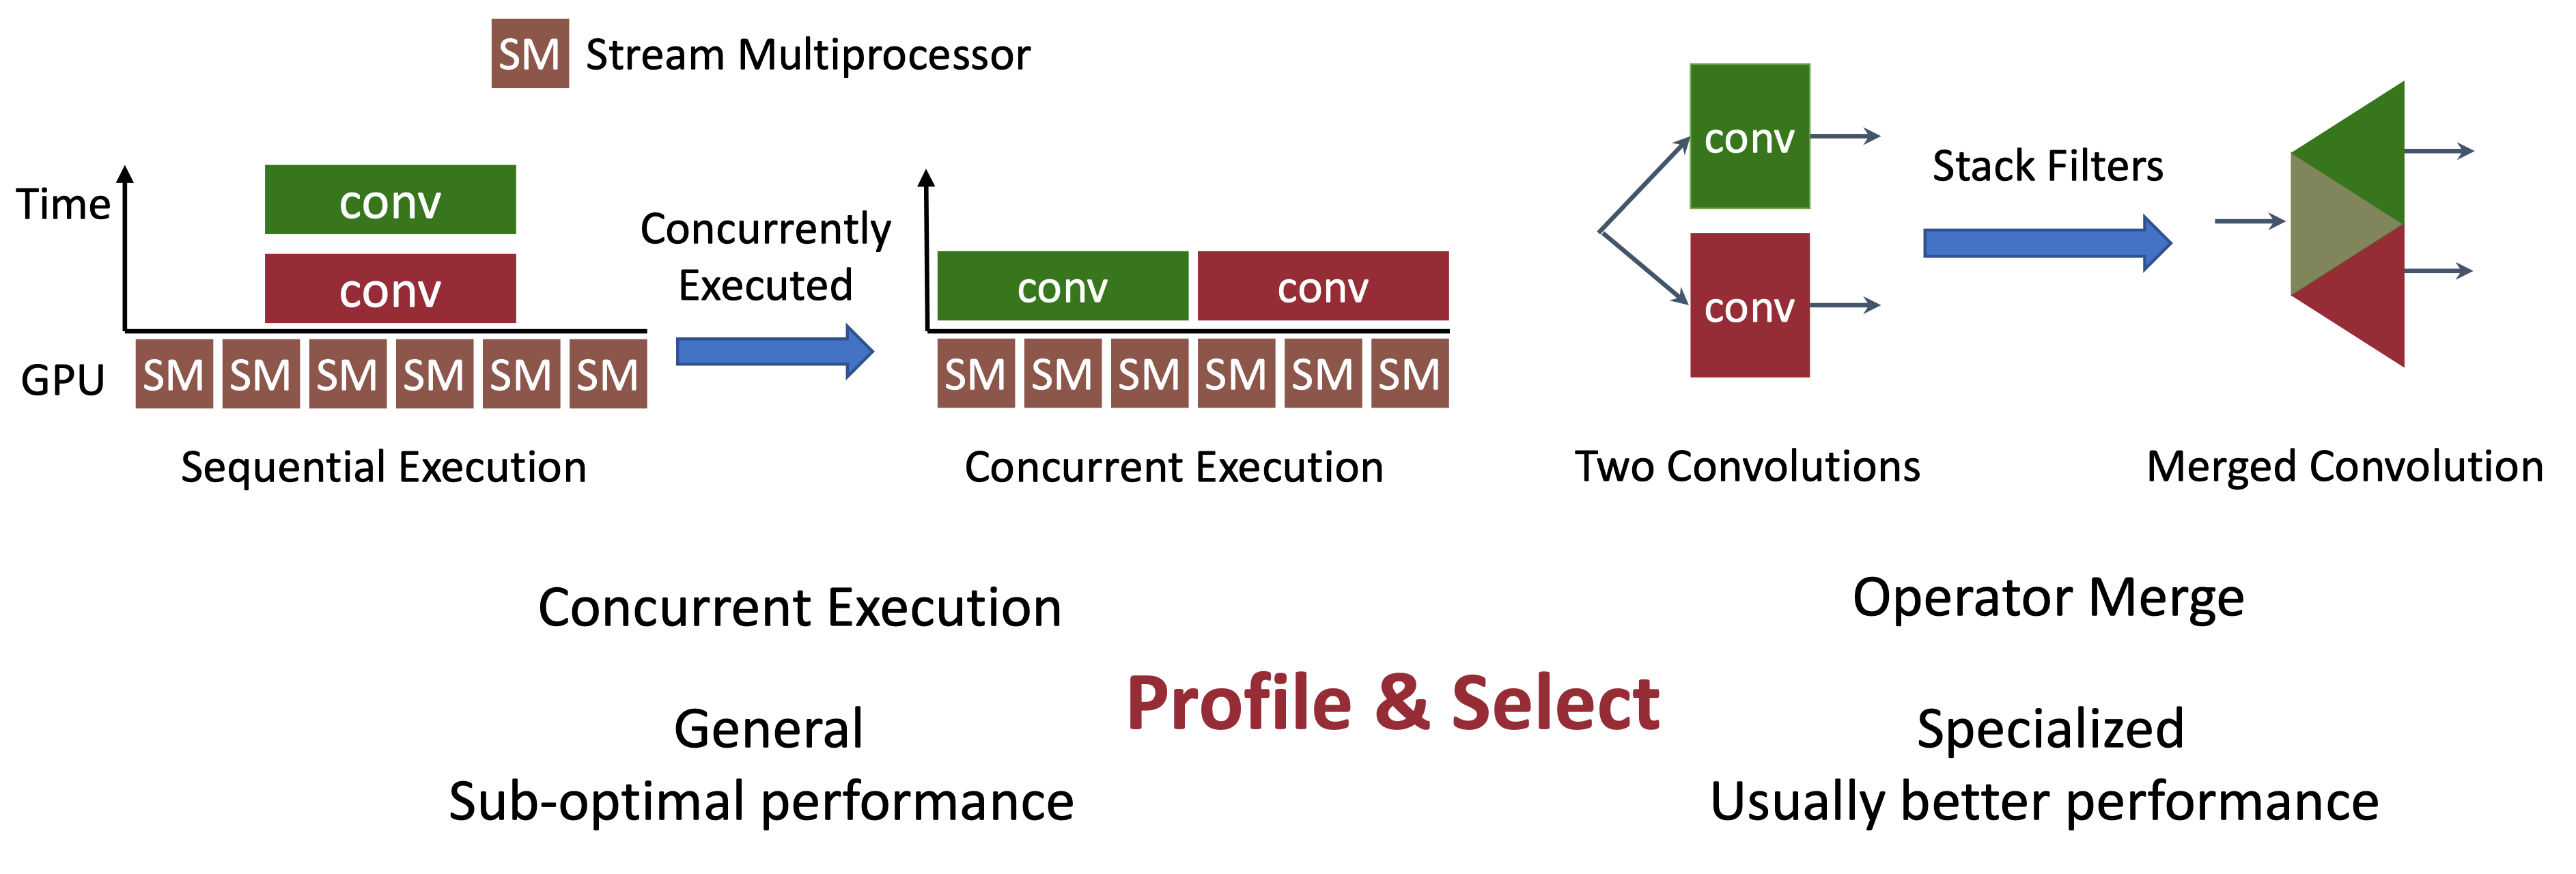 SM Stream Multiprocessor
Time
conv
conv
GPU
SM SM SM SM SM SM
Sequential Execution
Concurrently
Executed
conv conv
SM SM SM SM SM SM
Concurrent Execution
conv
conv
Two Convolutions
Stack Filters
Merged Convolution
Concurrent Execution
General
Sub-optimal performance
Profile & Select
Operator Merge
Specialized
Usually better performance